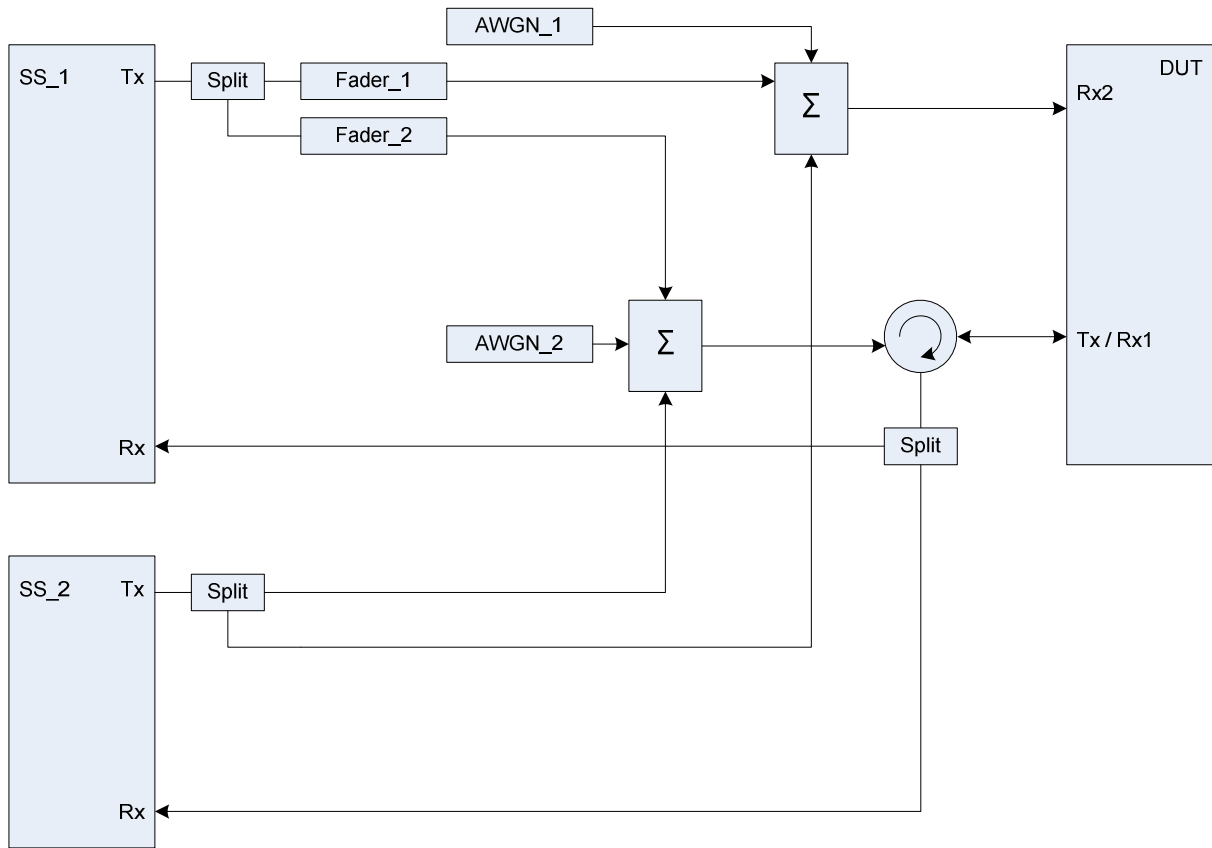 AWGN_1
SS_1 Tx
Split
Fader_1
Fader_2
Σ
DUT
Rx2
AWGN_2
Σ
Tx / Rx1
Rx
Split
SS_2 Tx
Split
Rx